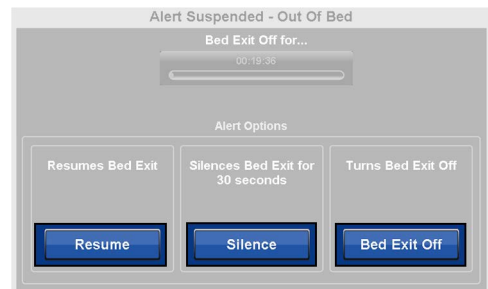 Alert Suspended - Out Of Bed
Bed Exit Off for...
00:19:36
Alert Options
Resumes Bed Exit
Silences Bed Exit for
30 seconds
Turns Bed Exit Off
Resume
Silence
Bed Exit Off